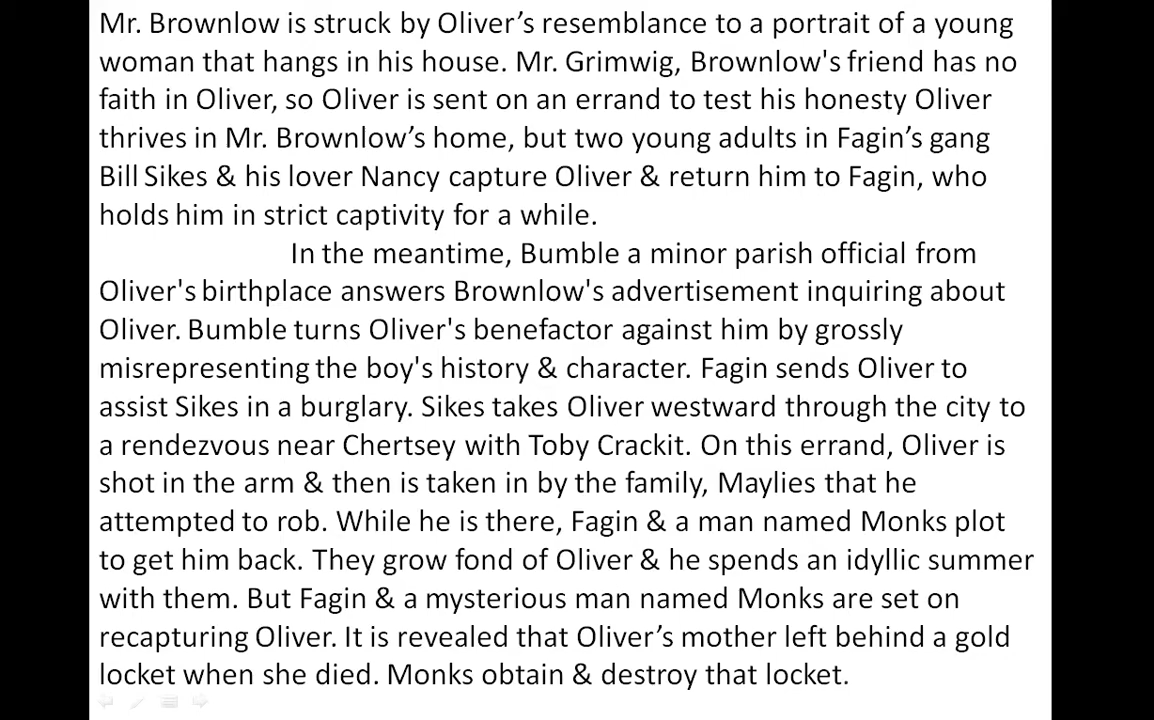 Mr. Brownlow is struck by Oliver’s resemblance to a portrait of a young
woman that hangs in his house. Mr. Grimwig, Brownlow's friend has no
faith in Oliver, so Oliver is sent on an errand to test his honesty Oliver
thrives in Mr. Brownlow’s home, but two young adults in Fagin’s gang
Bill Sikes & his lover Nancy capture Oliver & return him to Fagin, who
holds him in strict captivity for a while.
In the meantime, Bumble a minor parish official from
Oliver's birthplace answers Brownlow's advertisement inquiring about
Oliver. Bumble turns Oliver's benefactor against him by grossly
misrepresenting the boy's history & character. Fagin sends Oliver to
assist Sikes in a burglary. Sikes takes Oliver westward through the city to
a rendezvous near Chertsey with Toby Crackit. On this errand, Oliver is
shot in the arm & then is taken in by the family, Maylies that he
attempted to rob. While he is there, Fagin & a man named Monks plot
to get him back. They grow fond of Oliver & he spends an idyllic summer
with them. But Fagin & a mysterious man named Monks are set on
recapturing Oliver. It is revealed that Oliver’s mother left behind a gold
locket when she died. Monks obtain & destroy that locket.